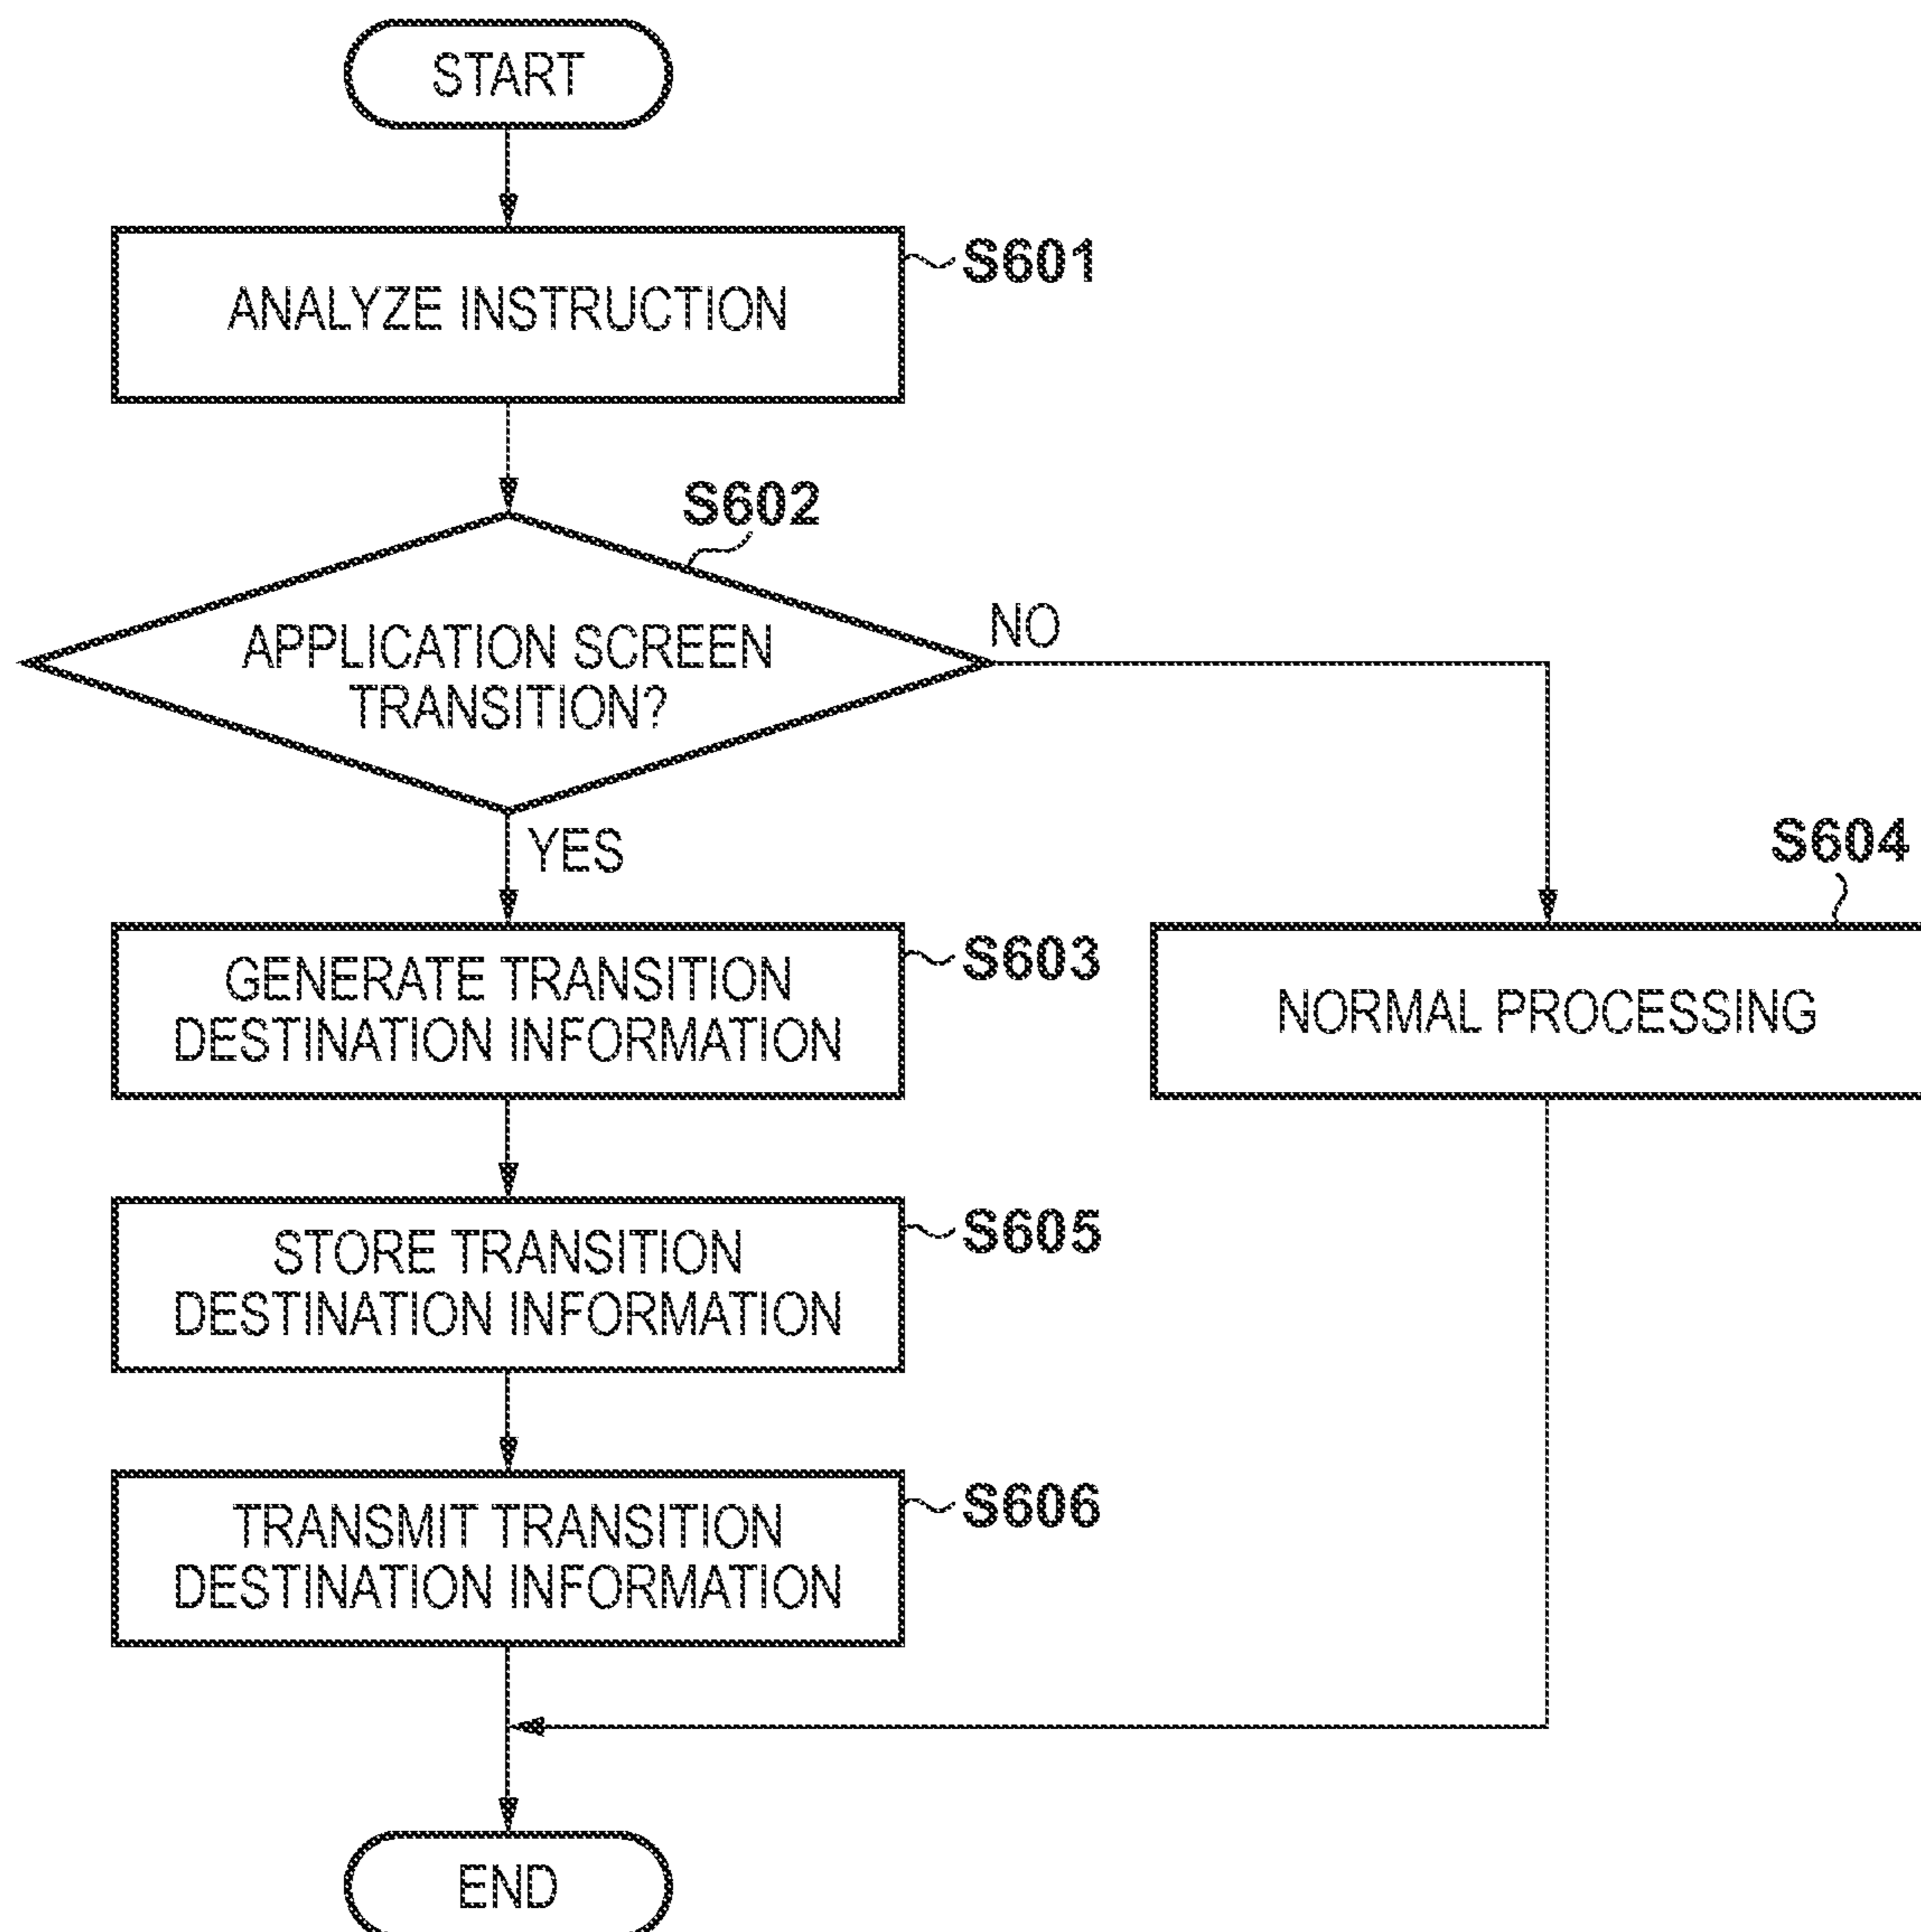 START
ANALYZE INSTRUCTION
S601
S602
APPLICATION SCREEN
TRANSITION?
NO
YES
S604
GENERATE TRANSITION
DESTINATION INFORMATION
S603
NORMAL PROCESSING
STORE TRANSITION
DESTINATION INFORMATION
S605
TRANSMIT TRANSITION
DESTINATION INFORMATION
S606
END